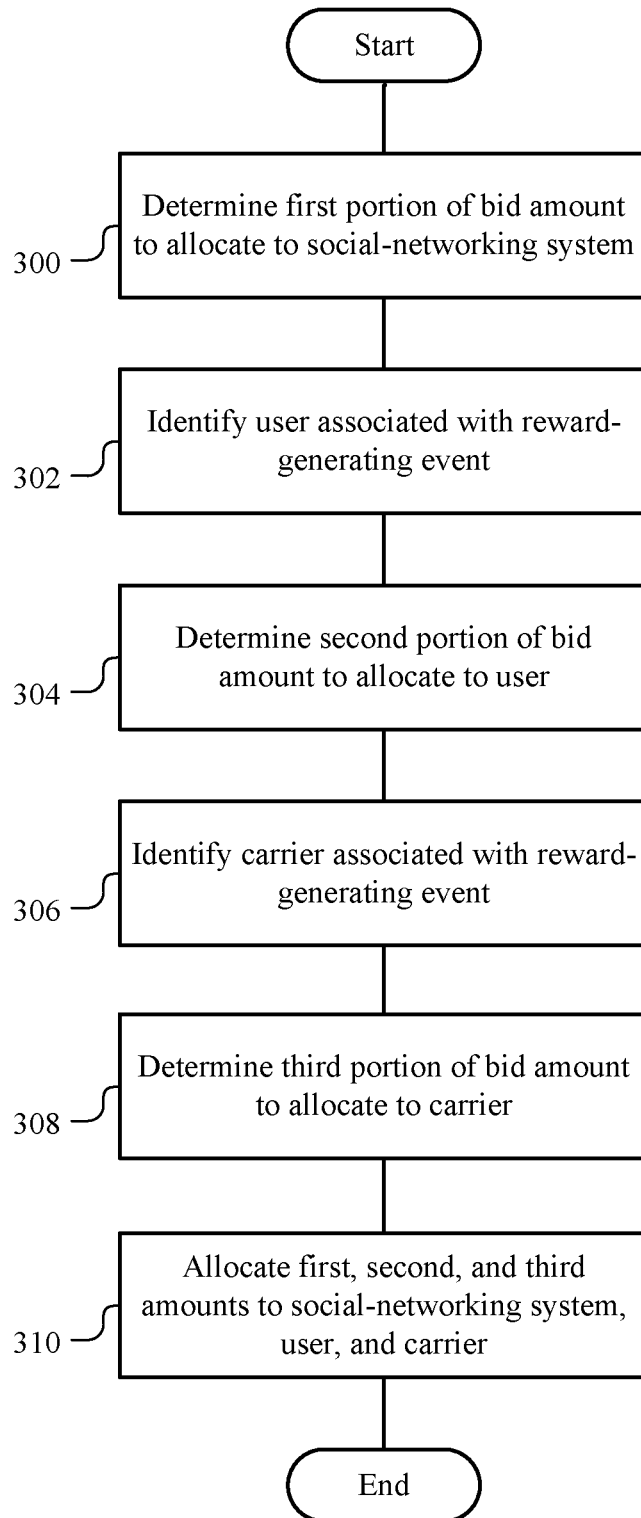 Start
Determine first portion of bid amount
to allocate to social-networking system
300
Identify user associated with reward-
generating event
302
Determine second portion of bid
amount to allocate to user
304
Identify carrier associated with reward-
generating event
306
Determine third portion of bid amount
to allocate to carrier
308
Allocate first, second, and third
amounts to social-networking system,
user, and carrier
310
End